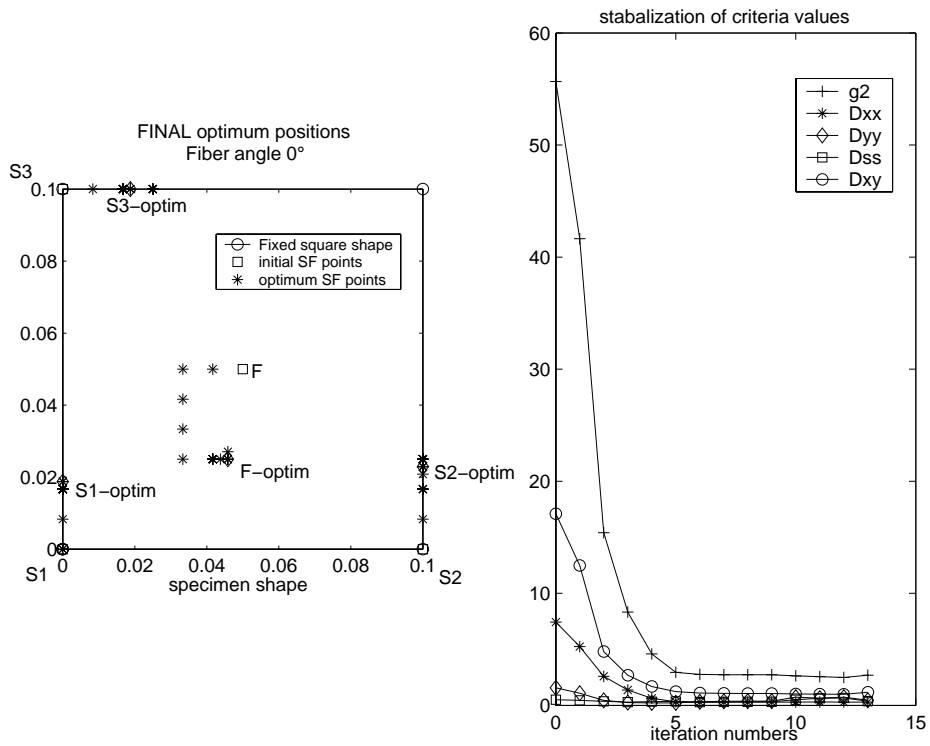 FINAL optimum positions
Fiber angle 0°
S3
0.10
S3−optim
Fixed square shape
initial SF points
optimum SF points
0.08
0.06
F
0.04
F−optim
S2−optim
0.02
S1−optim
0
S1
0
0.02
0.04
0.06
0.08
0.1
S2
specimen shape
stabalization of criteria values
60
50
40
30
20
10
0
g2
Dxx
Dyy
Dss
Dxy
0
5
10
15
iteration numbers